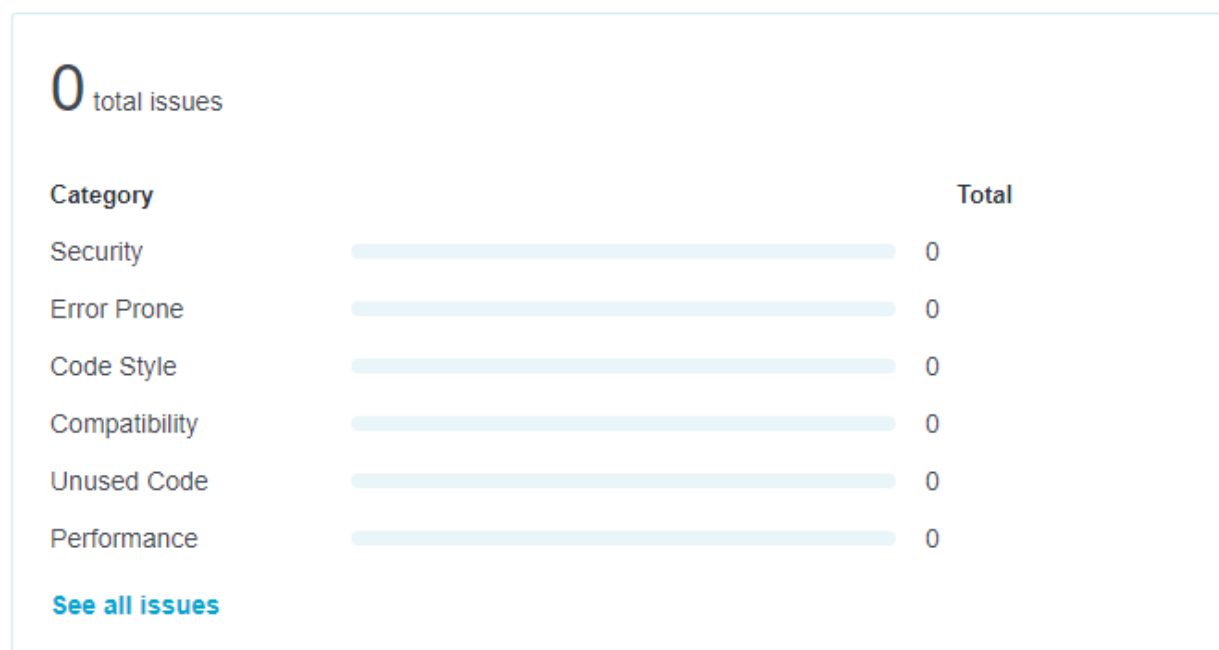 0 total issues
Category Total
Security 0
Error Prone 0
Code Style 0
Compatibility 0
Unused Code 0
Performance 0
See all issues